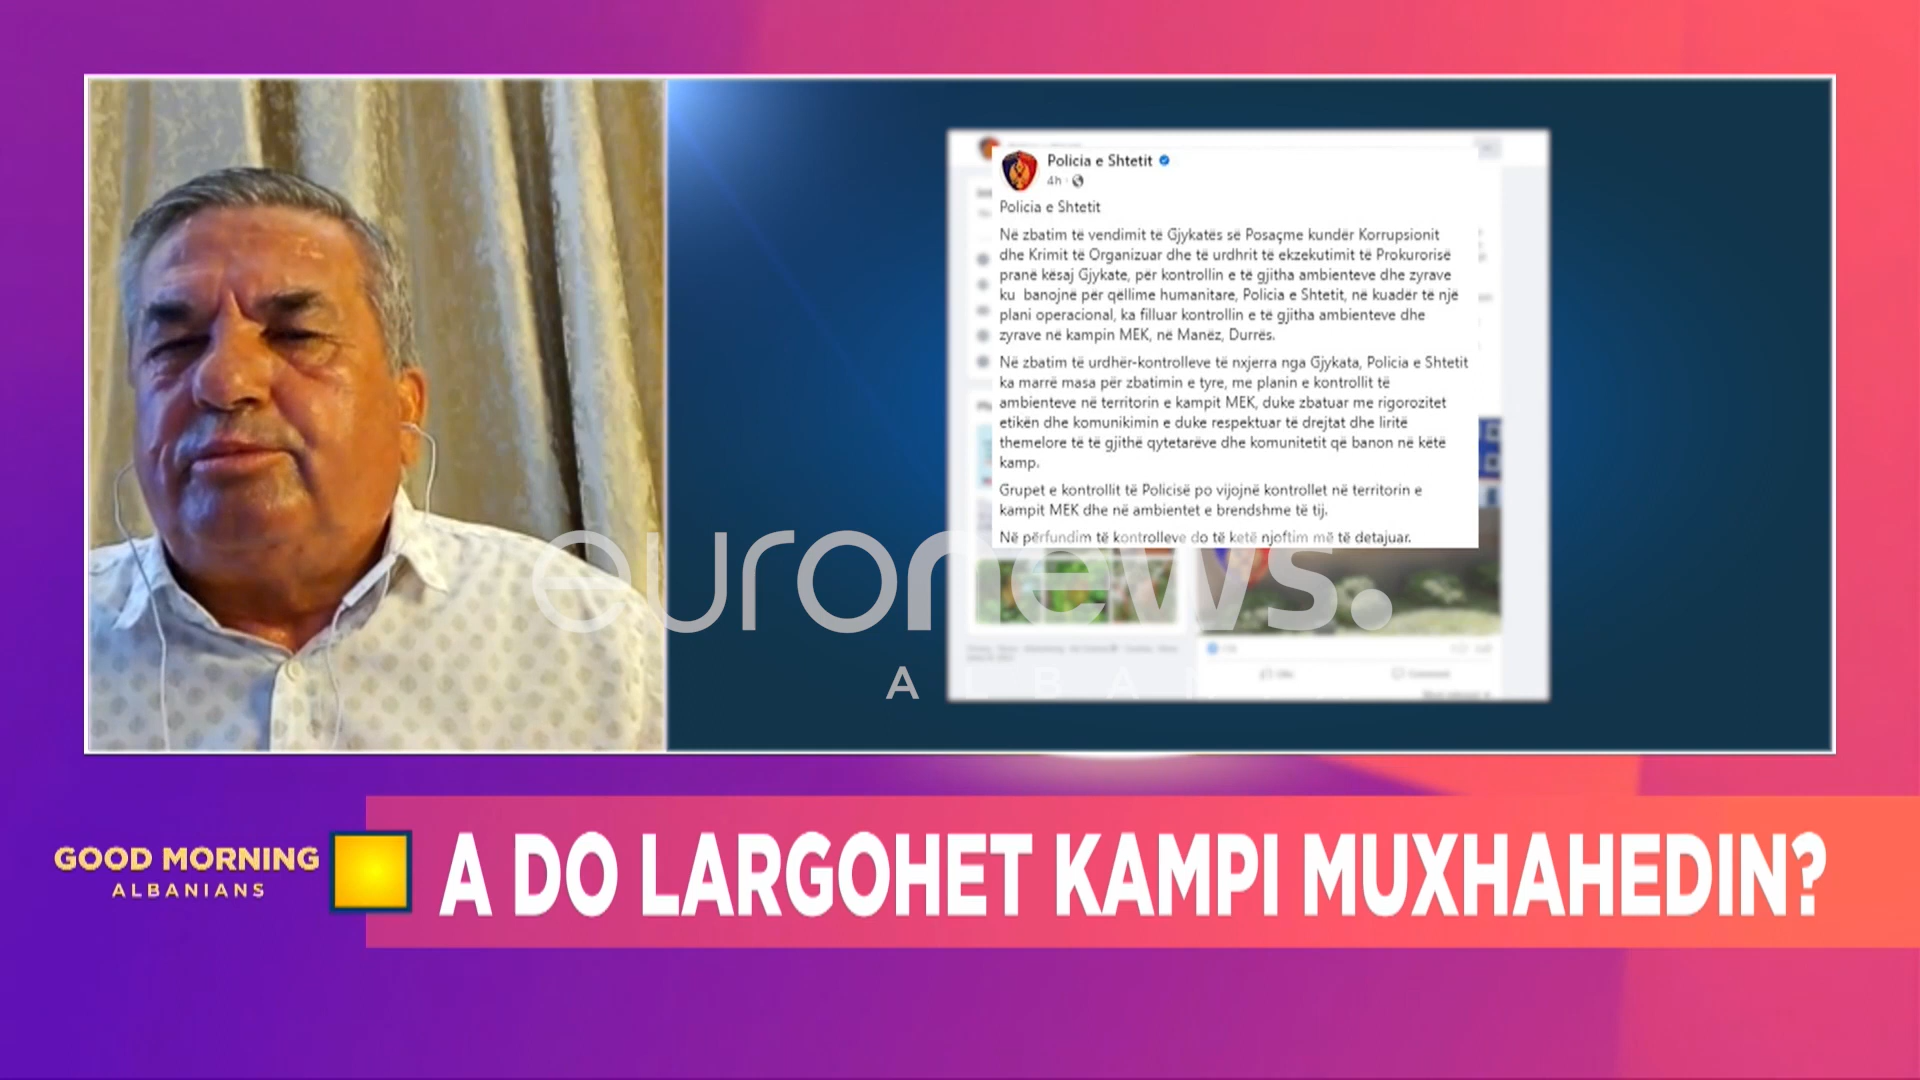 Policia e Shtetit
4h
Policia e Shtetit
Në zbatim të vendimit të Gjykatës së Posaçme kundër Korrupsionit
dhe Krimit të Organizuar dhe të urdhrit të ekzekutimit të Prokurorisë
pranë kësaj Gjykate, për kontrollin e të gjitha ambienteve dhe zyrave
ku banojnë për qëllime humanitare, Policia e Shtetit, në kuadër të një
plani operacional, ka filluar kontrollin e të gjitha ambienteve dhe
zyrave në kampin MEK, në Manëz, Durrës.
Në zbatim të urdhër-kontrolleve të nxjerra nga Gjykata, Policia e Shtetit
ka marrë masa për zbatimin e tyre, me planin e kontrollit të
ambienteve në territorin e kampit MEK, duke zbatuar me rigorozitet
etikën dhe komunikimin e duke respektuar të drejtat dhe liritë
themelore të të gjithë qytetarëve dhe komunitetit që banon në këtë
kamp.
Grupet e kontrollit të Policisë po vijojnë kontrollet në territorin e
kampit MEK dhe në ambientet e brendshme të tij.
Në përfundim të kontrolleve do të ketë njoftim më të detajuar.
euronews.
ALBAN
GOOD MORNING
ALBANIANS
A DO LARGOHET KAMPI MUXHAHEDIN?